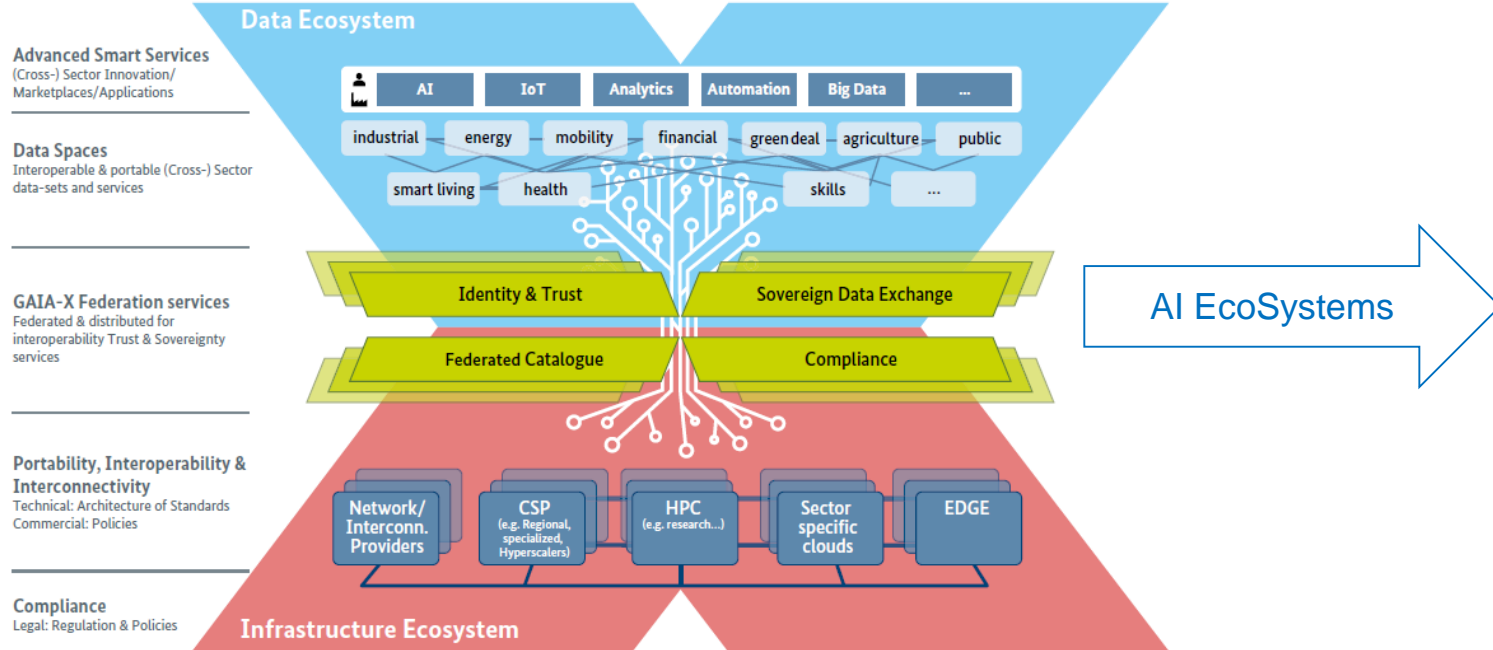 Data Ecosystem
Advanced Smart Services
(Cross-) Sector Innovation/
Marketplaces/Applications
AI
IoT
Analytics
Automation
Big Data
...
Data Spaces
Interoperable & portable (Cross-) Sector
data-sets and services
industrial
energy
mobility
financial
green deal
agriculture
public
smart living
health
skills
...
GAIA-X Federation services
Federated & distributed for
interoperability Trust & Sovereignty
services
Identity & Trust
Sovereign Data Exchange
Federated Catalogue
Compliance
AI EcoSystems
Portability, Interoperability &
Interconnectivity
Technical: Architecture of Standards
Commercial: Policies
Network/
Interconn.
Providers
CSP
(e.g. Regional,
specialized,
Hyperscalers)
HPC
(e.g. research...)
Sector
specific
clouds
EDGE
Compliance
Legal: Regulation & Policies
Infrastructure Ecosystem